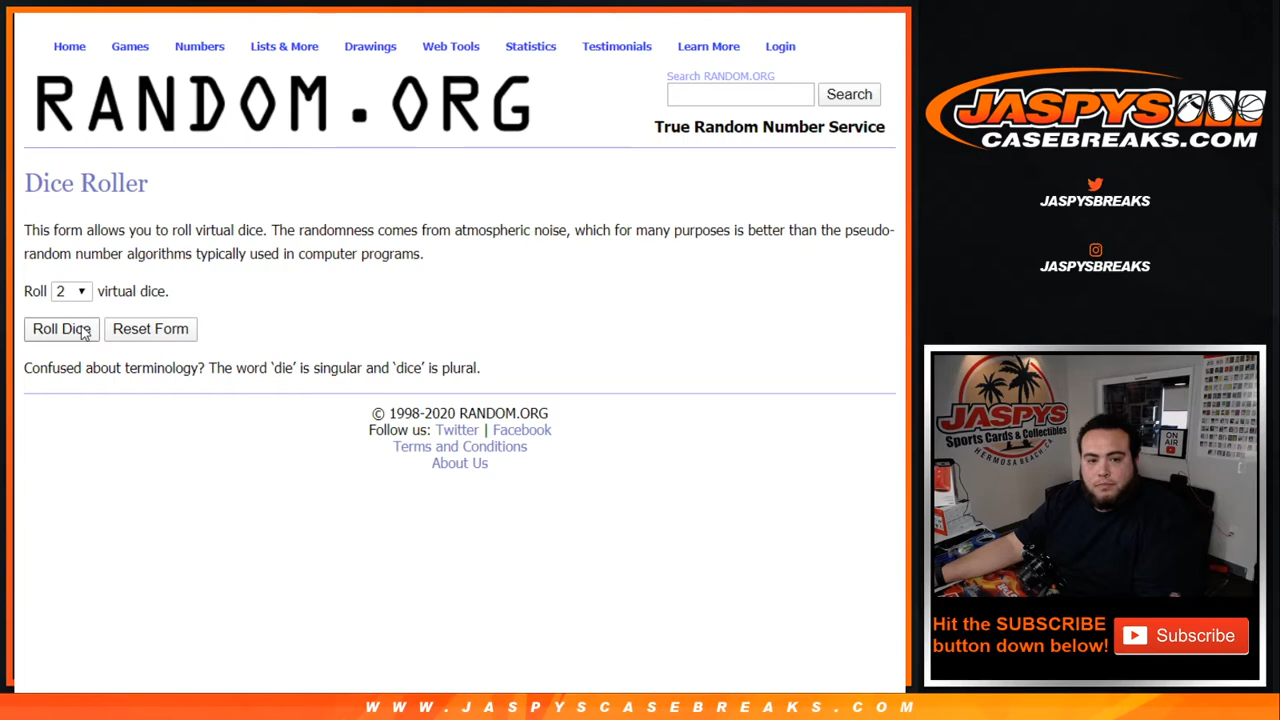 Home Games Numbers Lists & More Drawings Web Tools Statistics Testimonials Learn More Login
RANDOM.ORG
Search RANDOM.ORG
Search
True Random Number Service
Dice Roller
This form allows you to roll virtual dice. The randomness comes from atmospheric noise, which for many purposes is better than the pseudo-
random number algorithms typically used in computer programs.
Roll 2 virtual dice.
Roll Dice Reset Form
Confused about terminology? The word ‘die’ is singular and ‘dice’ is plural.
© 1998-2020 RANDOM.ORG
Follow us: Twitter | Facebook
Terms and Conditions
About Us
JASPYS
CASEBREAKS.COM
JASPYSBREAKS
JASPYSBREAKS
JASPYS
Sports Cards & Collectibles
HERMOSA BEACH, CA
ON
AIR
Hit the SUBSCRIBE
button down below!
Subscribe
WWW.JASPYSCASEBREAKS.COM